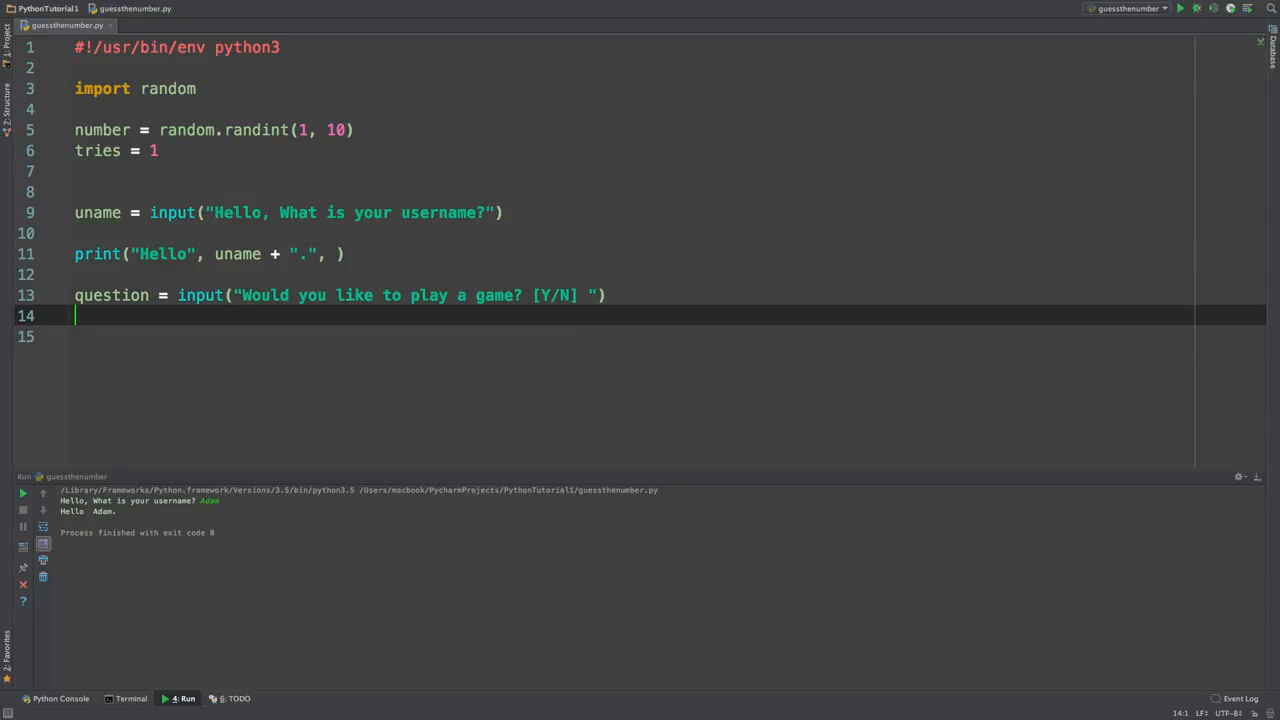 PythonTutorial1 guessthenumber.py guessthenumber
guessthenumber.py
1: Project
Z: Structure
Database
1 #!/usr/bin/env python3
2
3 import random
4
5 number = random.randint(1, 10)
6 tries = 1
7
8
9 uname = input("Hello, What is your username?")
10
11 print("Hello", uname + ".", )
12
13 question = input("Would you like to play a game? [Y/N] ")
14
15
Run guessthenumber
/Library/Frameworks/Python.framework/Versions/3.5/bin/python3.5 /Users/macbook/PycharmProjects/PythonTutorial1/guessthenumber.py
Hello, What is your username? Adam
Hello  Adam.
Process finished with exit code 0
2: Favorites
Python Console Terminal 4: Run 6: TODO Event Log
14:1 LF÷ UTF-8÷